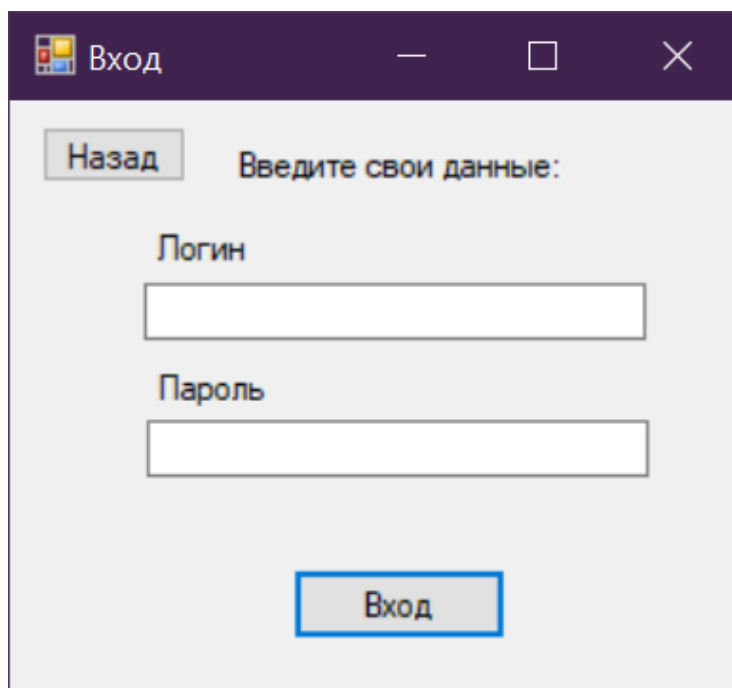 Вход
Назад
Введите свои данные:
Логин
Пароль
Вход